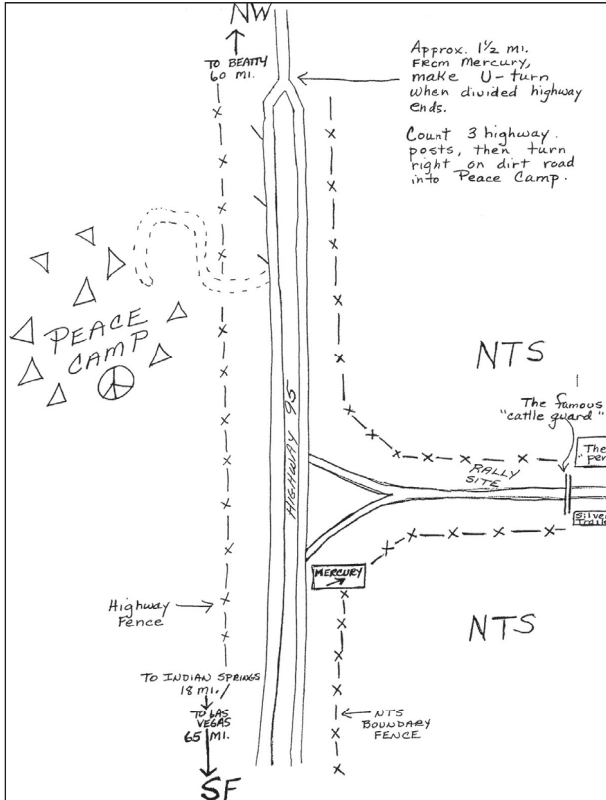 NW
TO BEATTY
60 MI.
Approx. 1½ mi.
From Mercury,
make U-turn
when divided highway
ends.
Count 3 highway
posts, then turn
right on dirt road
into Peace Camp.
PEACE
CAMP
HIGHWAY 95
NTS
The famous
"cattle guard"
RALLY
SITE
MERCURY
NTS
Highway
Fence
TO INDIAN SPRINGS
18 MI.
TO LAS
VEGAS
65 MI.
NTS
BOUNDARY
FENCE